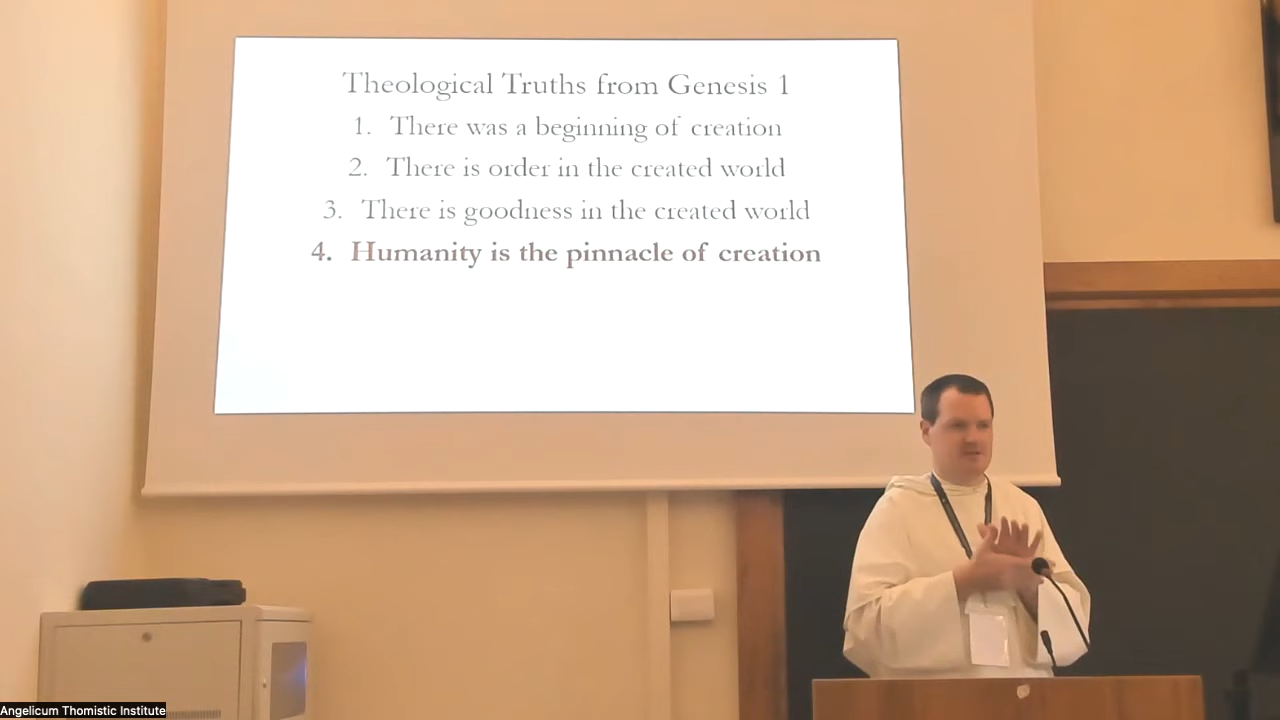 Theological Truths from Genesis 1
1. There was a beginning of creation
2. There is order in the created world
3. There is goodness in the created world
4. Humanity is the pinnacle of creation
Angelicum Thomistic Institute